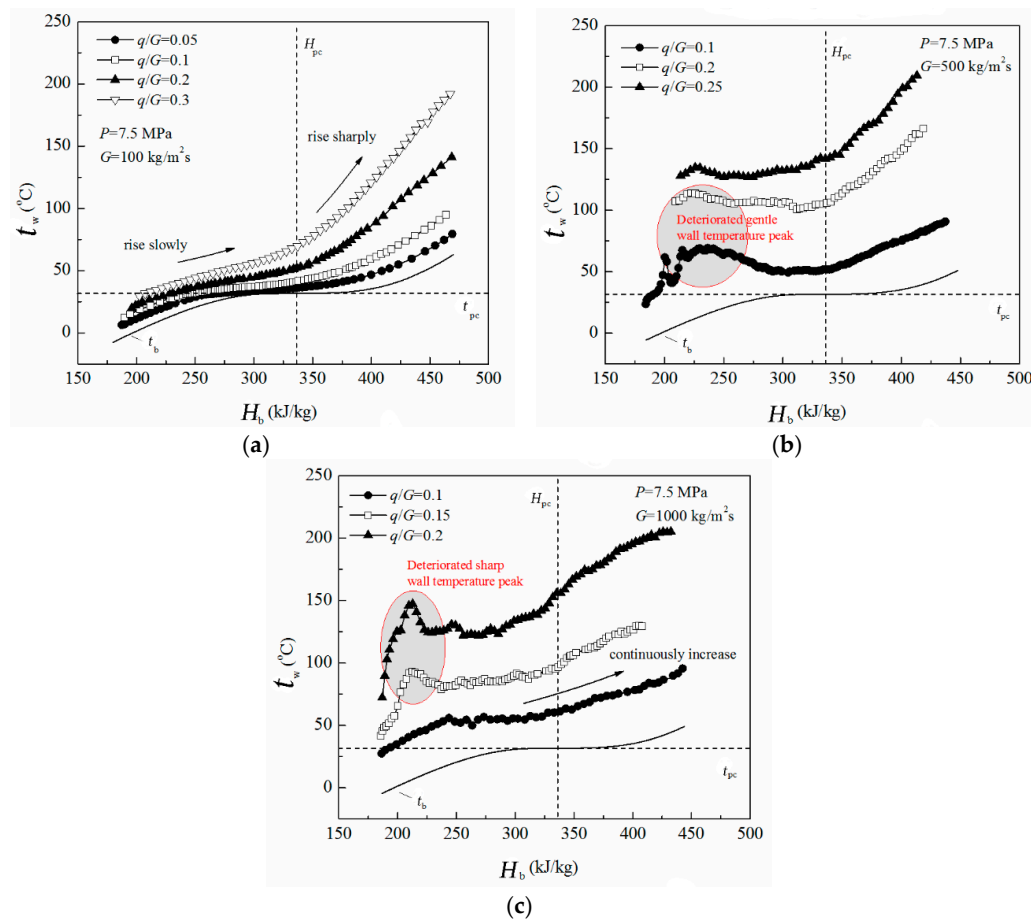 250
200
150
100
50
0
t_w (°C)
q/G=0.05
q/G=0.1
q/G=0.2
q/G=0.3
P=7.5 MPa
G=100 kg/m²s
H_pc
rise sharply
rise slowly
t_pc
t_b
150 200 250 300 350 400 450 500
H_b (kJ/kg)
(a)
250
200
150
100
50
0
t_w (°C)
q/G=0.1
q/G=0.2
q/G=0.25
H_pc
P=7.5 MPa
G=500 kg/m²s
Deteriorated gentle
wall temperature peak
t_pc
t_b
150 200 250 300 350 400 450 500
H_b (kJ/kg)
(b)
250
200
150
100
50
0
t_w (°C)
q/G=0.1
q/G=0.15
q/G=0.2
H_pc
P=7.5 MPa
G=1000 kg/m²s
Deteriorated sharp
wall temperature peak
continuously increase
t_pc
t_b
150 200 250 300 350 400 450 500
H_b (kJ/kg)
(c)